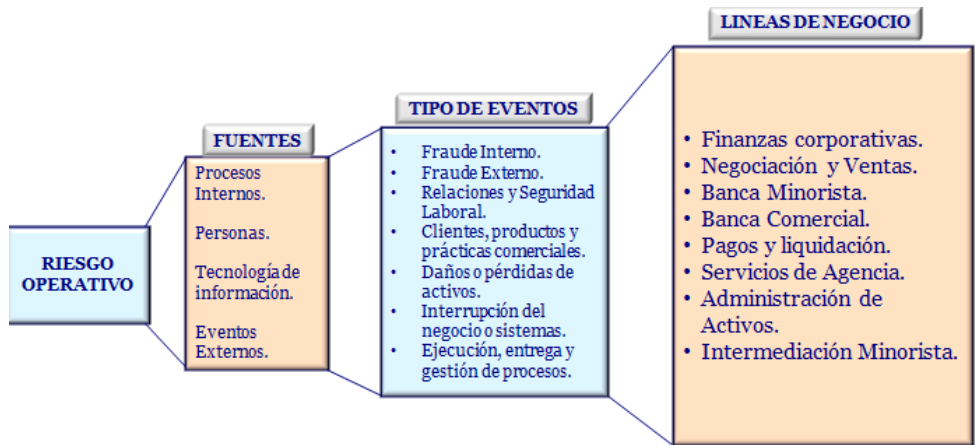 RIESGO
OPERATIVO
FUENTES
Procesos
Internos.
Personas.
Tecnología de
información.
Eventos
Externos.
TIPO DE EVENTOS
• Fraude Interno.
• Fraude Externo.
• Relaciones y Seguridad
Laboral.
• Clientes, productos y
prácticas comerciales.
• Daños o pérdidas de
activos.
• Interrupción del
negocio o sistemas.
• Ejecución, entrega y
gestión de procesos.
LINEAS DE NEGOCIO
• Finanzas corporativas.
• Negociación y Ventas.
• Banca Minorista.
• Banca Comercial.
• Pagos y liquidación.
• Servicios de Agencia.
• Administración de
Activos.
• Intermediación Minorista.